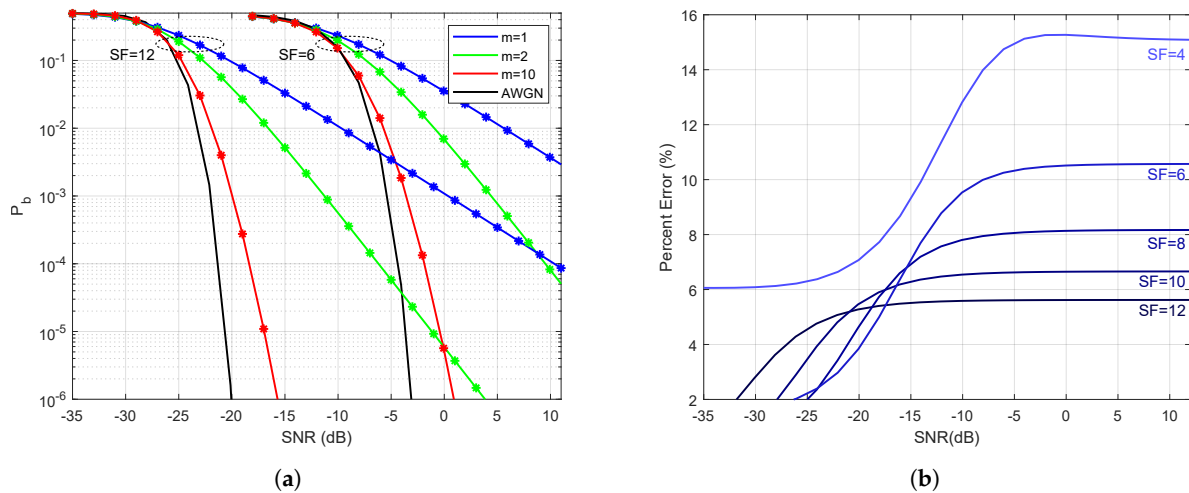 10^-1
10^-2
10^-3
10^-4
10^-5
10^-6
P_b
-35 -30 -25 -20 -15 -10 -5 0 5 10
SNR (dB)
SF=12
SF=6
m=1
m=2
m=10
AWGN
(a)
16
14
12
10
8
6
4
2
Percent Error (%)
-35 -30 -25 -20 -15 -10 -5 0 5 10
SNR(dB)
SF=4
SF=6
SF=8
SF=10
SF=12
(b)